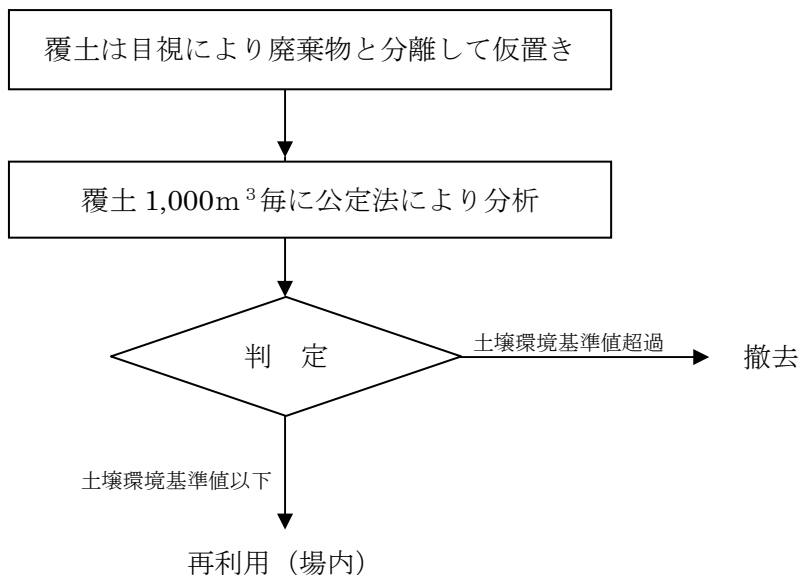 覆土は目視により廃棄物と分離して仮置き
覆土 1,000m³毎に公定法により分析
判　定
土壌環境基準値超過
撤去
土壌環境基準値以下
再利用（場内）